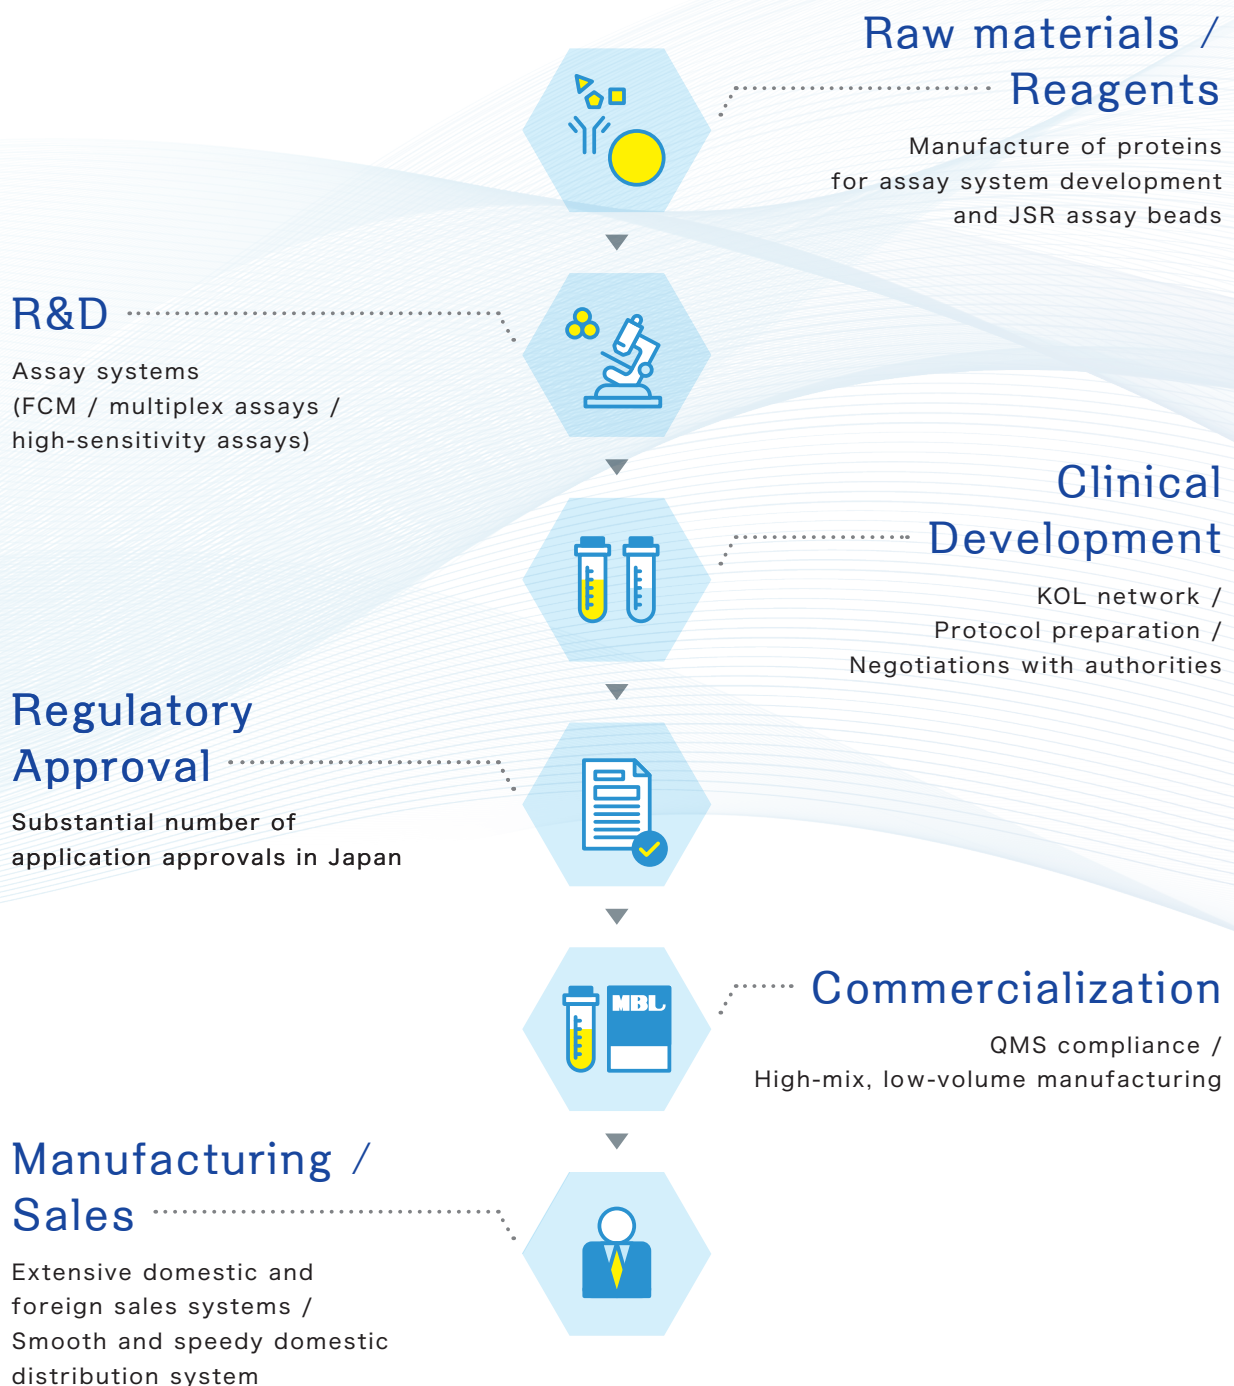 Raw materials /
Reagents
Manufacture of proteins
for assay system development
and JSR assay beads
R&D
Assay systems
(FCM / multiplex assays /
high-sensitivity assays)
Clinical
Development
KOL network /
Protocol preparation /
Negotiations with authorities
Regulatory
Approval
Substantial number of
application approvals in Japan
MBL
Commercialization
QMS compliance /
High-mix, low-volume manufacturing
Manufacturing /
Sales
Extensive domestic and
foreign sales systems /
Smooth and speedy domestic
distribution system